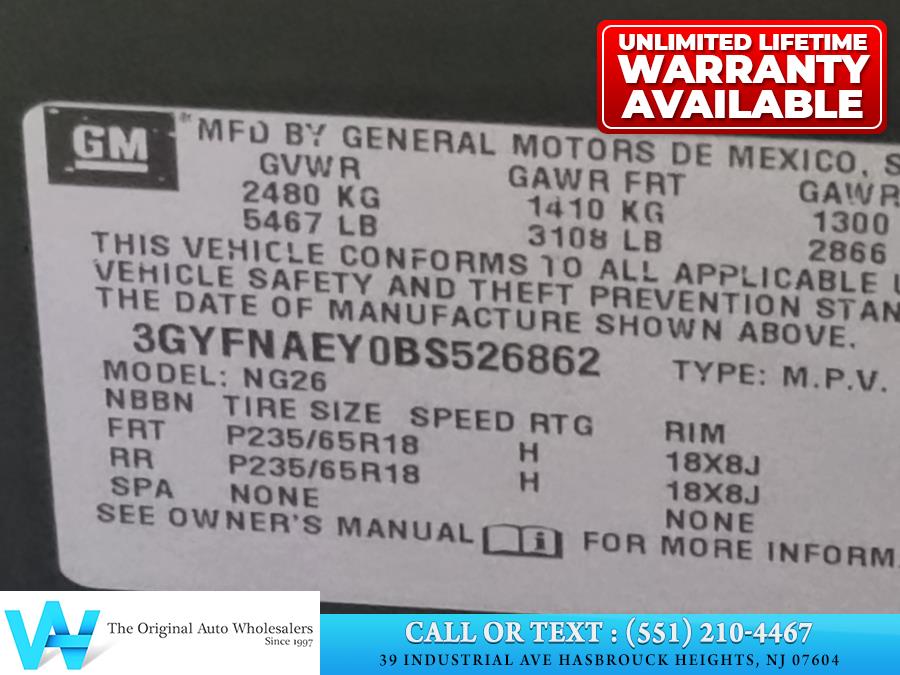 UNLIMITED LIFETIME
WARRANTY
AVAILABLE
GM
® MFD BY GENERAL MOTORS DE MEXICO, S
GVWR GAWR FRT GAWR
2480 KG 1410 KG 1300
5467 LB 3108 LB 2866
THIS VEHICLE CONFORMS TO ALL APPLICABLE U
VEHICLE SAFETY AND THEFT PREVENTION STAN
THE DATE OF MANUFACTURE SHOWN ABOVE.
3GYFNAEY0BS526862 TYPE: M.P.V.
MODEL: NG26
NBBN TIRE SIZE SPEED RTG RIM
FRT P235/65R18 H 18X8J
RR P235/65R18 H 18X8J
SPA NONE NONE
SEE OWNER'S MANUAL i FOR MORE INFORM
The Original Auto Wholesalers
Since 1997
CALL OR TEXT : (551) 210-4467
39 INDUSTRIAL AVE HASBROUCK HEIGHTS, NJ 07604